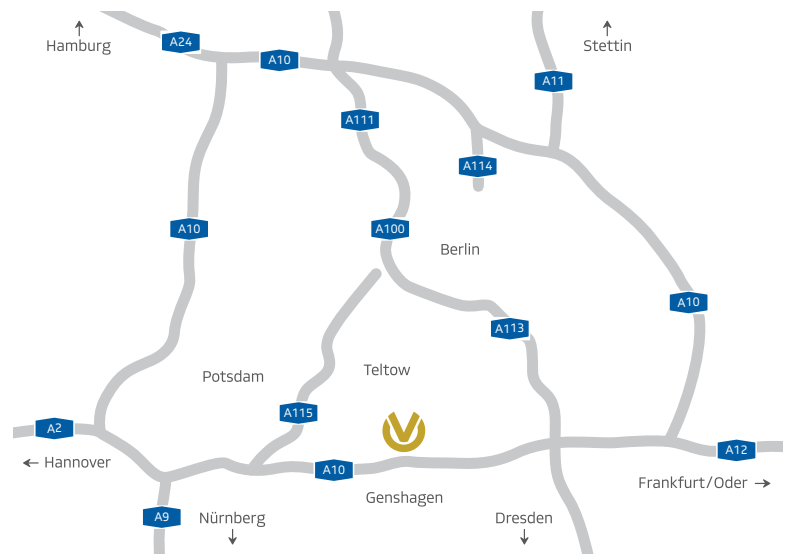 Hamburg
A24
A10
Stettin
A11
A111
A114
A10
A100
Berlin
A10
A113
Potsdam
Teltow
A115
A2
Hannover
A10
A12
Frankfurt/Oder
Genshagen
A9
Nürnberg
Dresden